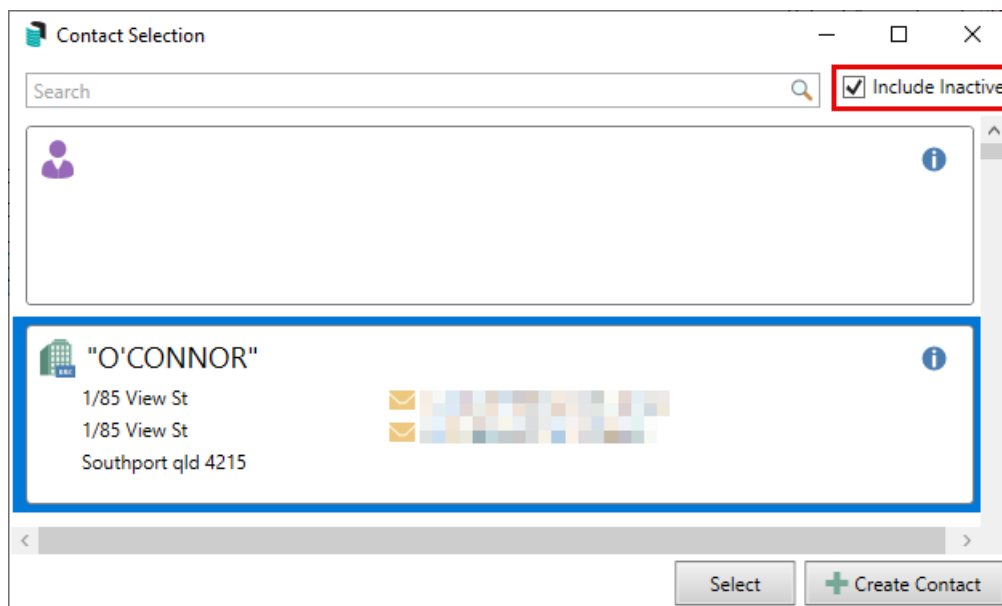 Contact Selection
Search
Include Inactive
"O'CONNOR"
1/85 View St
1/85 View St
Southport qld 4215
Select
Create Contact